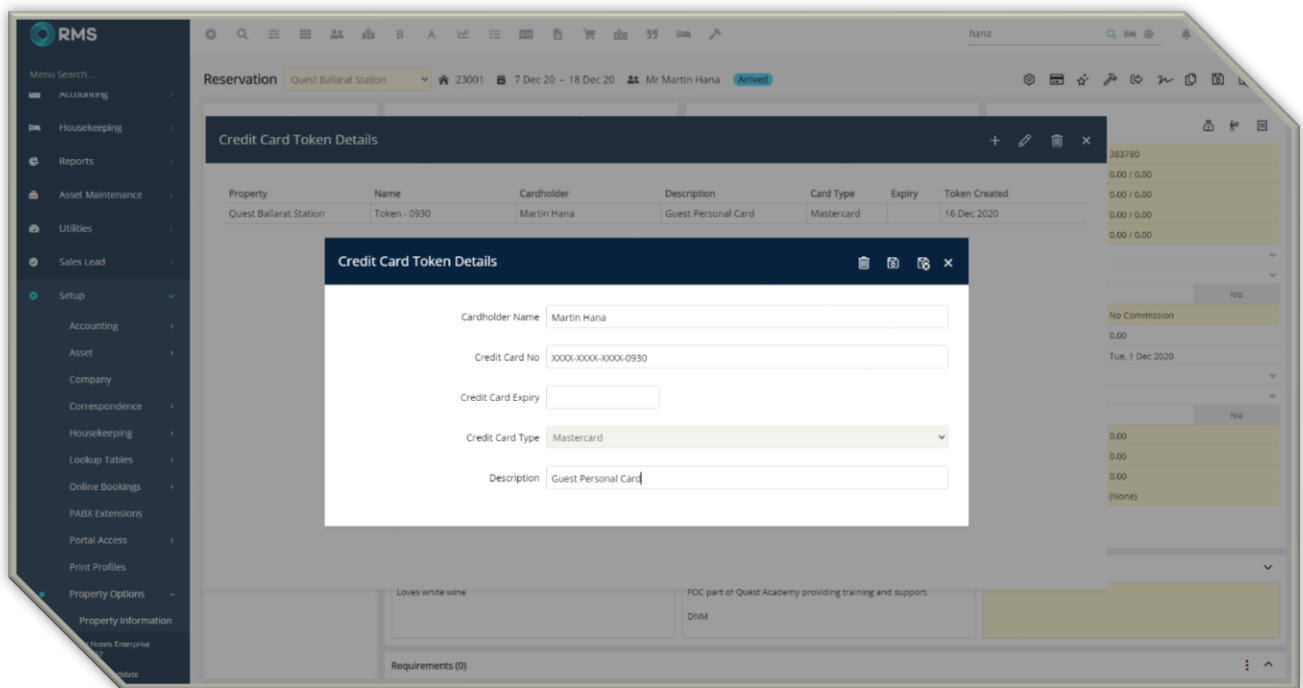 RMS
hana
Menu Search...
Reservation Quest Ballarat Station 23001 7 Dec 20 - 18 Dec 20 Mr Martin Hana Arrived
Accounting
Housekeeping
Reports
Asset Maintenance
Utilities
Sales Lead
Setup
Accounting
Asset
Company
Correspondence
Housekeeping
Lookup Tables
Online Bookings
PABX Extensions
Portal Access
Print Profiles
Property Options
Property Information
Hotels Enterprise
Credit Card Token Details
Property Name Cardholder Description Card Type Expiry Token Created
Quest Ballarat Station Token - 0930 Martin Hana Guest Personal Card Mastercard 16 Dec 2020
Credit Card Token Details
Cardholder Name Martin Hana
Credit Card No XXXX-XXXX-XXXX-0930
Credit Card Expiry
Credit Card Type Mastercard
Description Guest Personal Card
383780
0.00 / 0.00
0.00 / 0.00
0.00 / 0.00
0.00 / 0.00
No
No Commission
0.00
Tue, 1 Dec 2020
No
0.00
0.00
0.00
(None)
Loves white wine
FOC part of Quest Academy providing training and support.
DNM
Requirements (0)